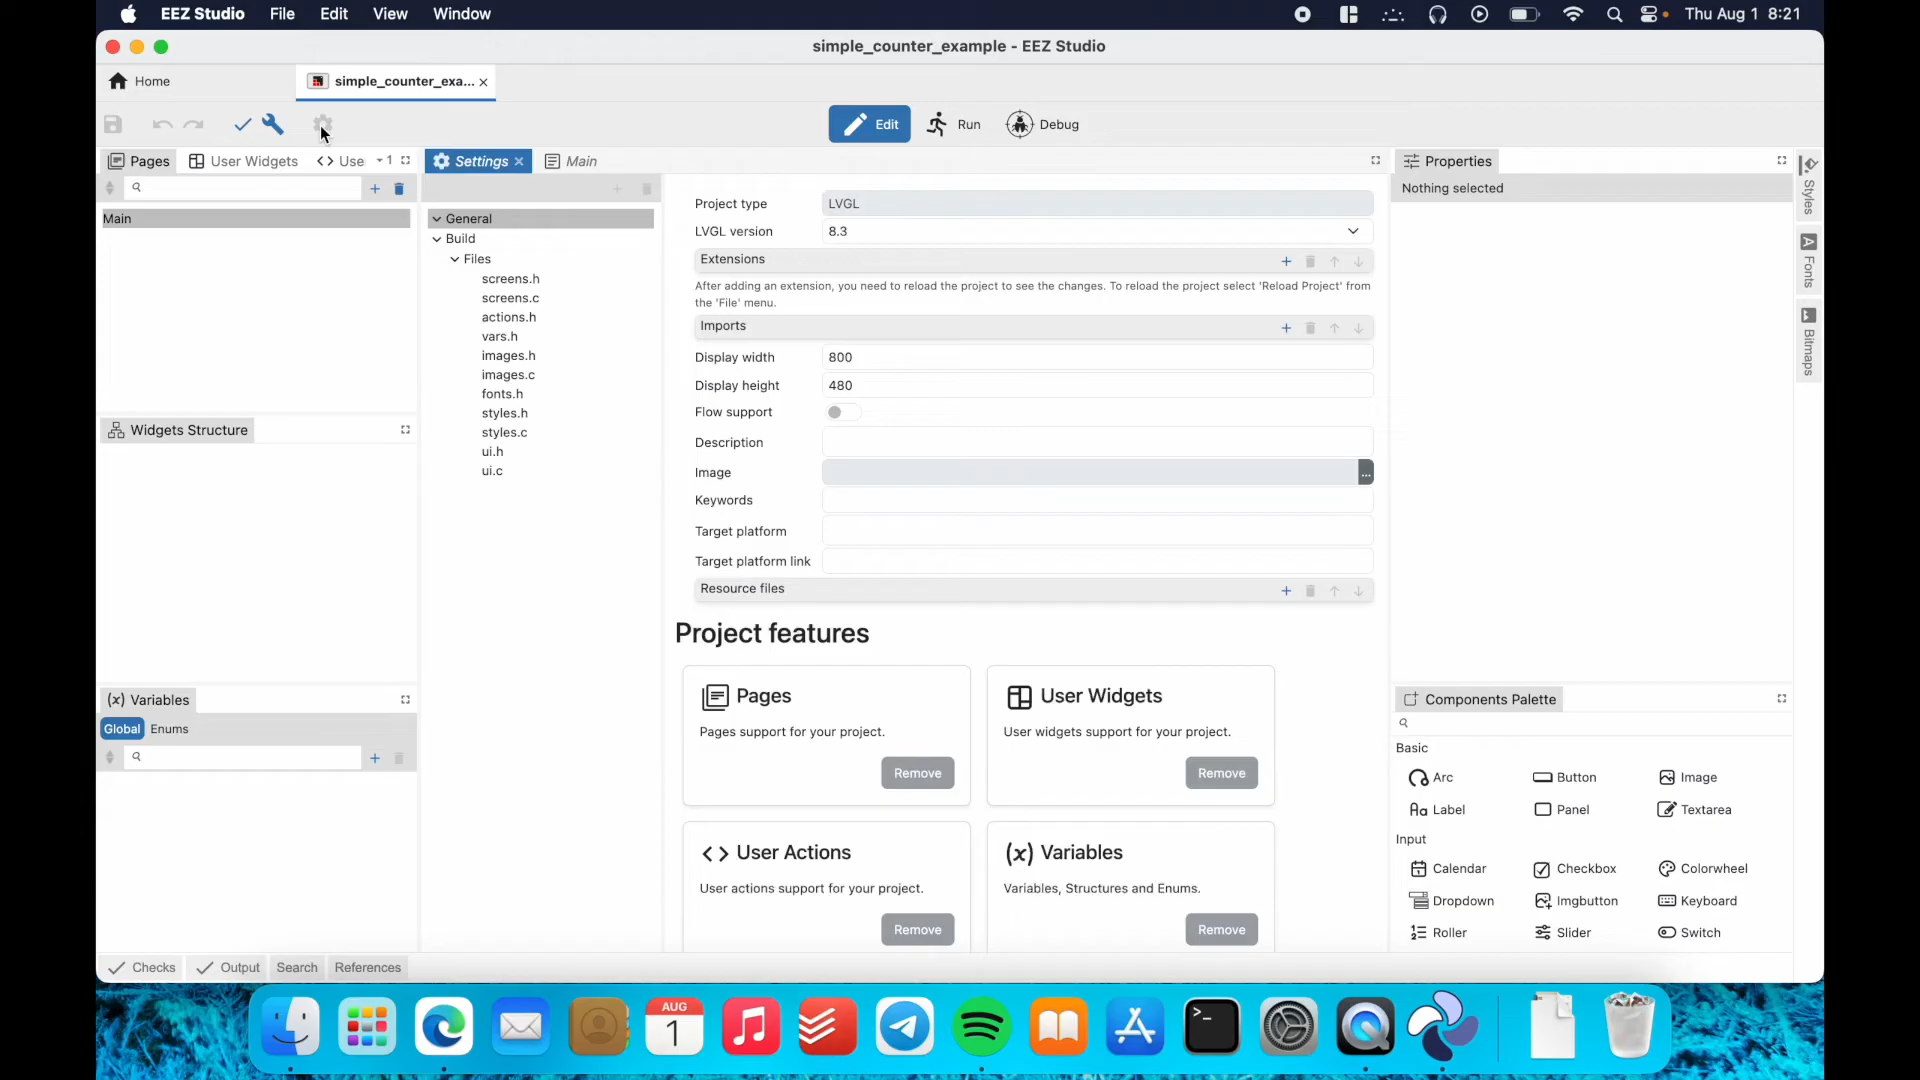 EEZ Studio File Edit View Window Thu Aug 1 8:21
simple_counter_example - EEZ Studio
Home
simple_counter_exa...
Edit
Run
Debug
Pages
User Widgets
Use
1
Main
Widgets Structure
(x) Variables
Global
Enums
Settings
Main
General
Build
Files
screens.h
screens.c
actions.h
vars.h
images.h
images.c
fonts.h
styles.h
styles.c
ui.h
ui.c
Project type LVGL
LVGL version 8.3
Extensions
After adding an extension, you need to reload the project to see the changes. To reload the project select 'Reload Project' from
the 'File' menu.
Imports
Display width 800
Display height 480
Flow support
Description
Image ...
Keywords
Target platform
Target platform link
Resource files
Project features
Pages
Pages support for your project.
Remove
User Widgets
User widgets support for your project.
Remove
User Actions
User actions support for your project.
Remove
(x) Variables
Variables, Structures and Enums.
Remove
Properties
Nothing selected
Styles
Fonts
Bitmaps
Components Palette
Basic
Arc Button Image
Label Panel Textarea
Input
Calendar Checkbox Colorwheel
Dropdown Imgbutton Keyboard
Roller Slider Switch
Checks Output Search References
AUG
1